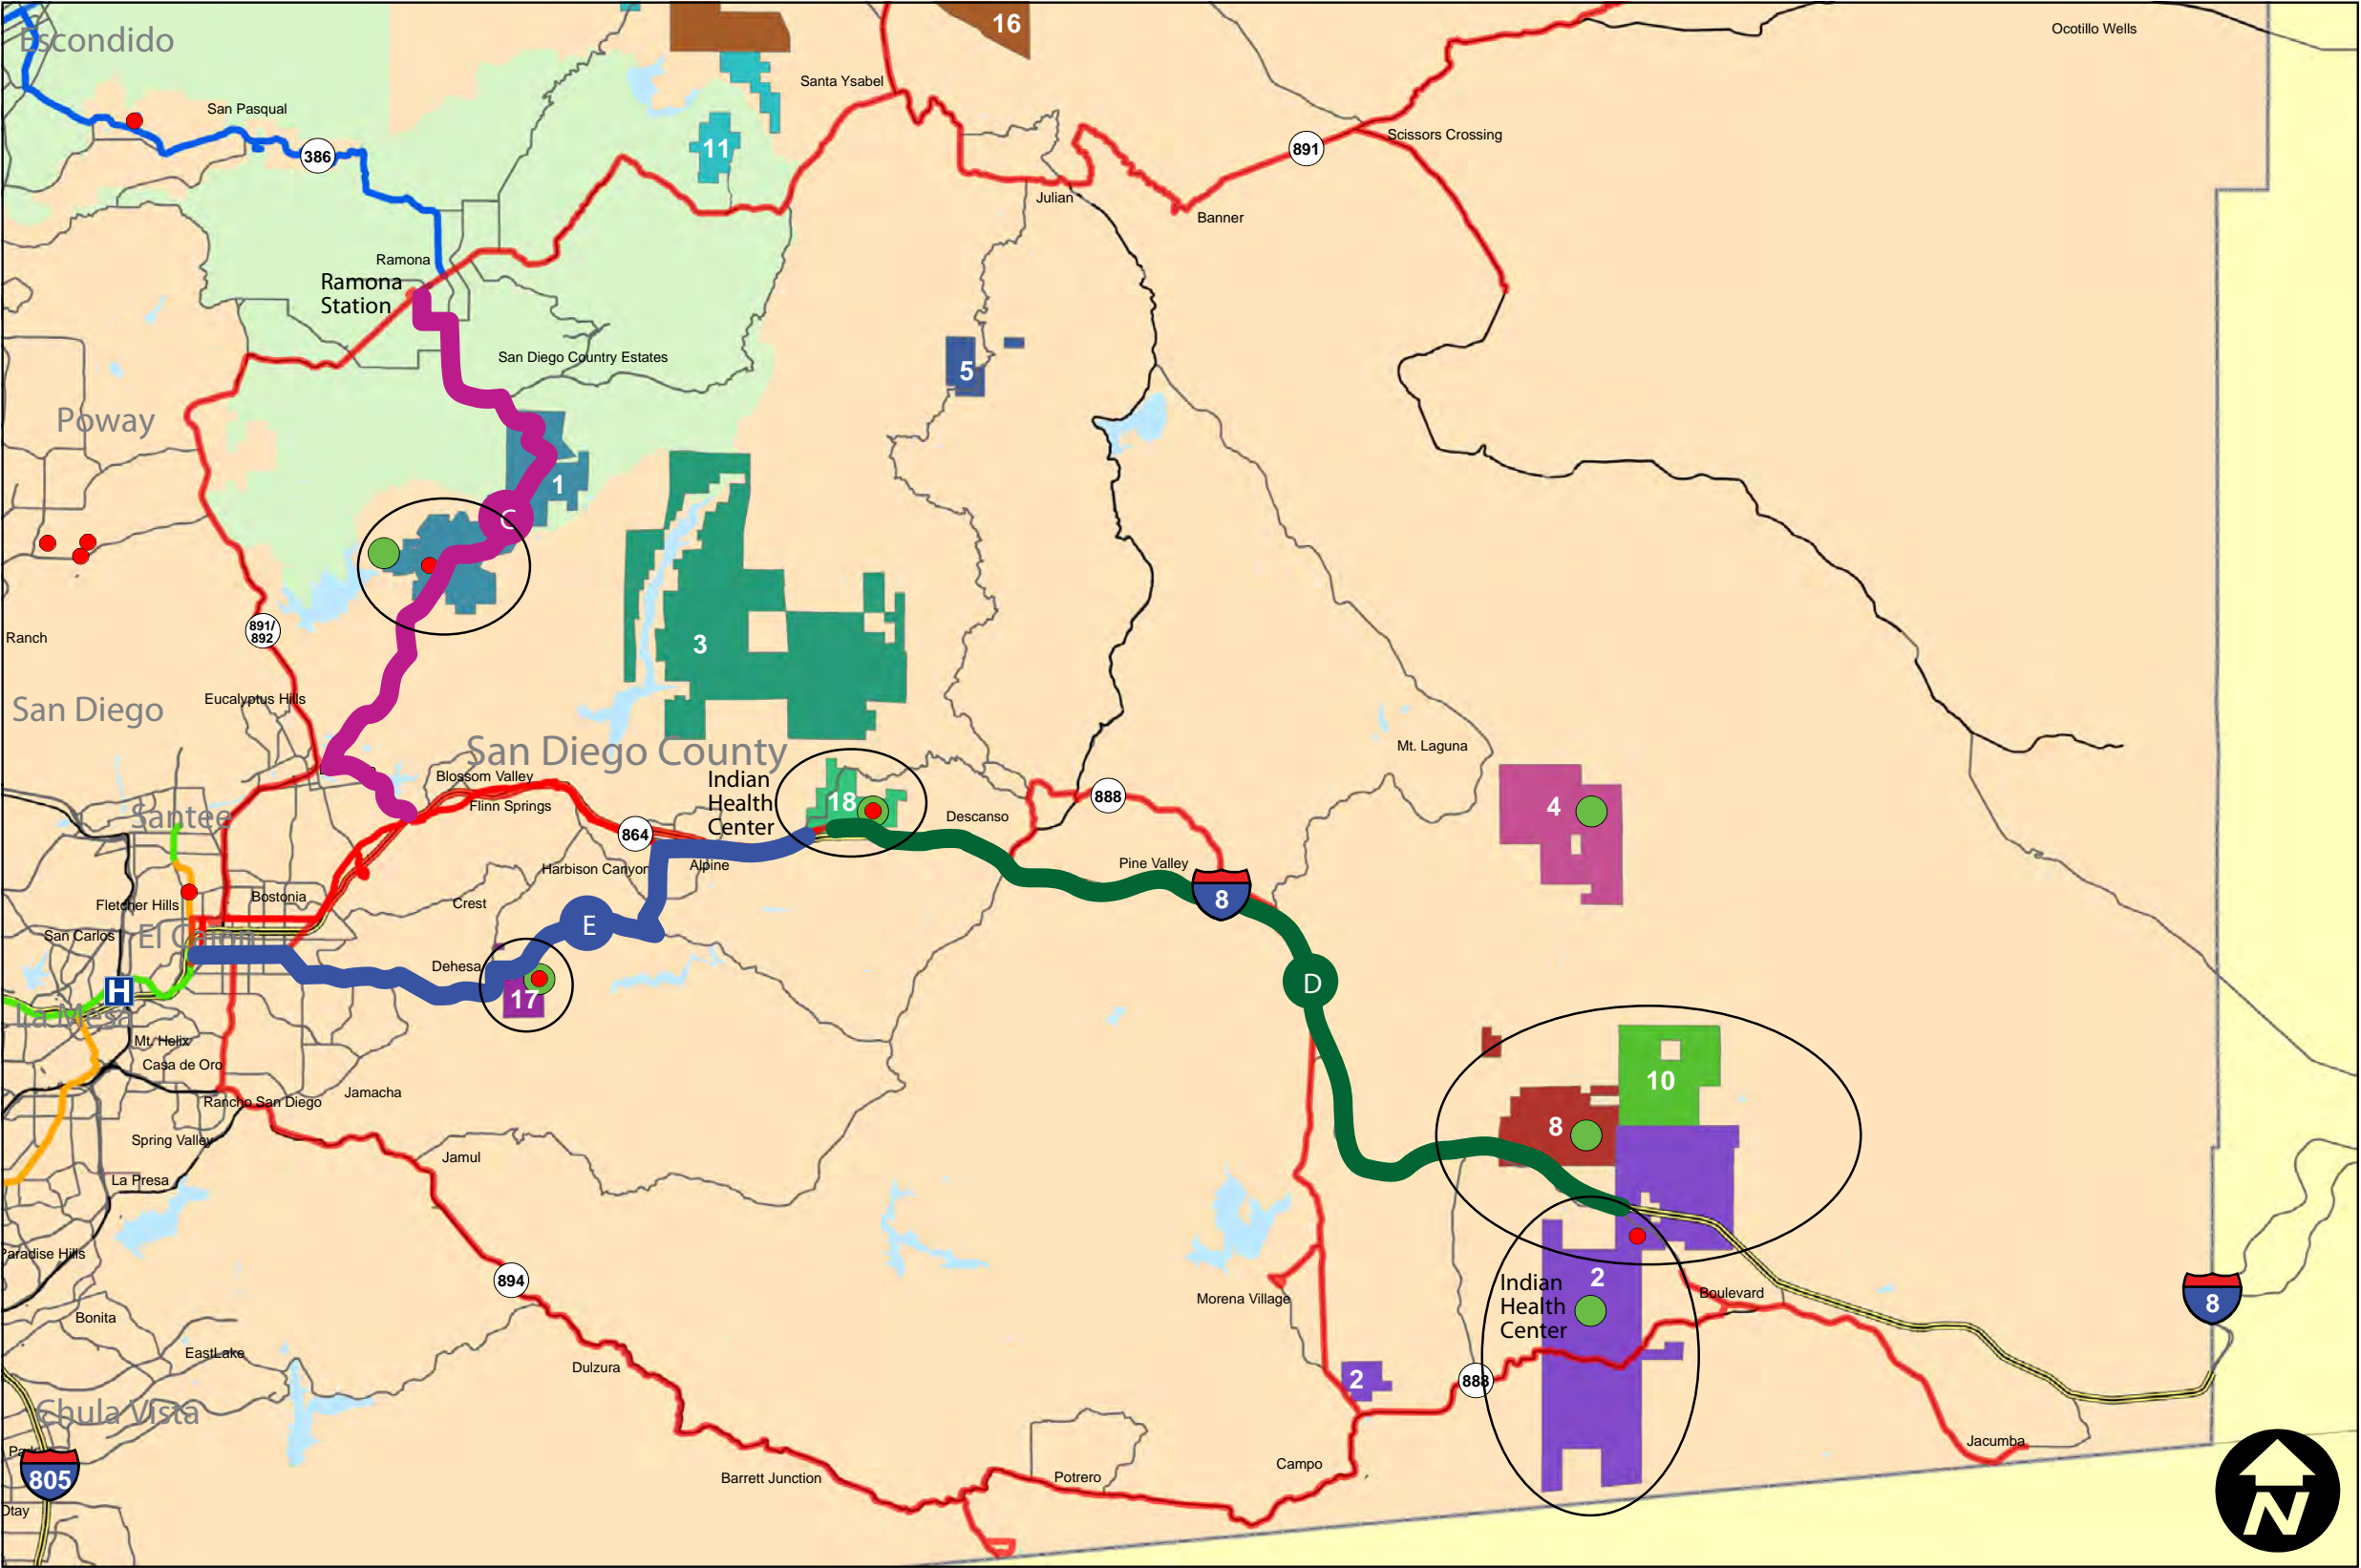 16
Ocotillo Wells
Escondido
Santa Ysabel
San Pasqual
Scissors Crossing
386
11
891
Julian
Banner
Ramona
Ramona
Station
San Diego Country Estates
5
Poway
1
C
891/
892
Ranch
3
Eucalyptus Hills
San Diego
San Diego County
Mt. Laguna
Blossom Valley
Flinn Springs
Indian
Health
Center
18
888
4
Santee
Descanso
864
Harbison Canyon
Alpine
Pine Valley
8
Bostonia
Fletcher Hills
Crest
E
San Carlos
El Cajon
Dehesa
D
H
17
La Mesa
Mt. Helix
Casa de Oro
Jamacha
10
Rancho San Diego
8
Spring Valley
Jamul
La Presa
Paradise Hills
894
Morena Village
Indian
Health
Center
2
Boulevard
8
Bonita
EastLake
Dulzura
2
888
Chula Vista
Jacumba
805
Barrett Junction
Potrero
Campo
Otay
N